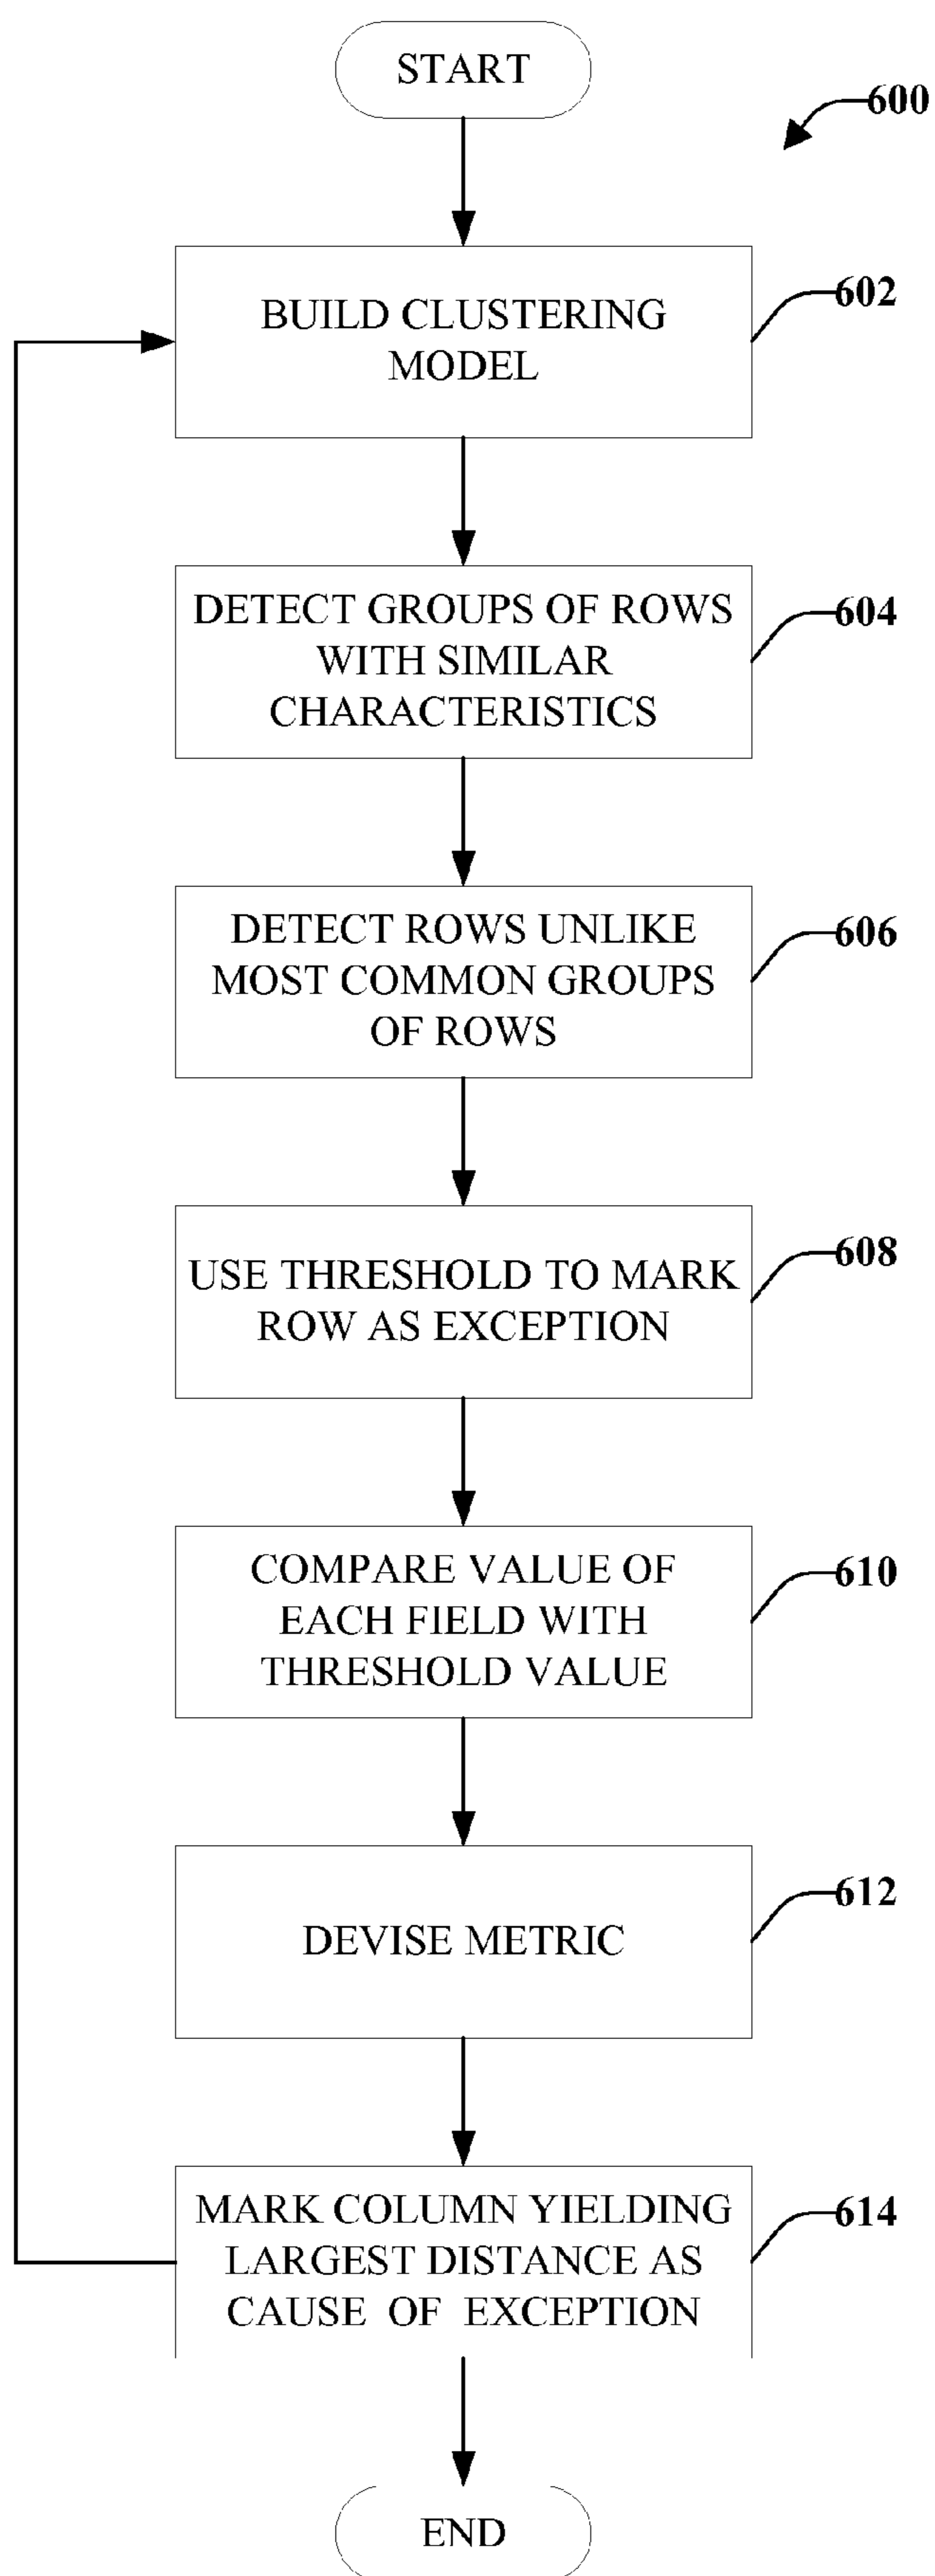 START
600
BUILD CLUSTERING
MODEL
602
DETECT GROUPS OF ROWS
WITH SIMILAR
CHARACTERISTICS
604
DETECT ROWS UNLIKE
MOST COMMON GROUPS
OF ROWS
606
USE THRESHOLD TO MARK
ROW AS EXCEPTION
608
COMPARE VALUE OF
EACH FIELD WITH
THRESHOLD VALUE
610
DEVISE METRIC
612
MARK COLUMN YIELDING
LARGEST DISTANCE AS
CAUSE OF EXCEPTION
614
END